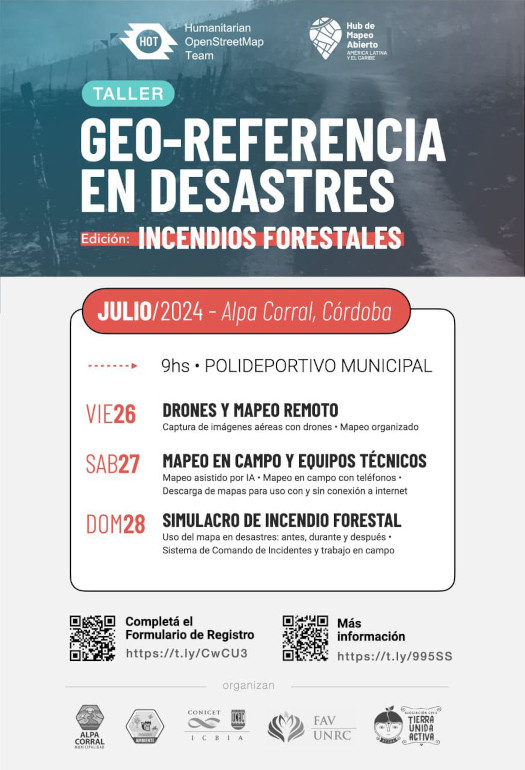 HOT
Humanitarian
OpenStreetMap
Team
Hub de
Mapeo
Abierto
AMÉRICA LATINA
Y EL CARIBE
TALLER
GEO-REFERENCIA
EN DESASTRES
Edición: INCENDIOS FORESTALES
JULIO/2024 - Alpa Corral, Córdoba
9hs • POLIDEPORTIVO MUNICIPAL
VIE26
DRONES Y MAPEO REMOTO
Captura de imágenes aéreas con drones • Mapeo organizado
SAB27
MAPEO EN CAMPO Y EQUIPOS TÉCNICOS
Mapeo asistido por IA • Mapeo en campo con teléfonos •
Descarga de mapas para uso con y sin conexión a internet
DOM28
SIMULACRO DE INCENDIO FORESTAL
Uso del mapa en desastres: antes, durante y después •
Sistema de Comando de Incidentes y trabajo en campo
Completá el
Formulario de Registro
https://t.ly/CwCU3
Más
información
https://t.ly/995SS
organizan
ALPA
CORRAL
MUNICIPALIDAD
AMBIENTE
CONICET
UNRC
I C B I A
FAV
UNRC
ASOCIACIÓN CIVIL
TIERRA
UNIDA
ACTIVA